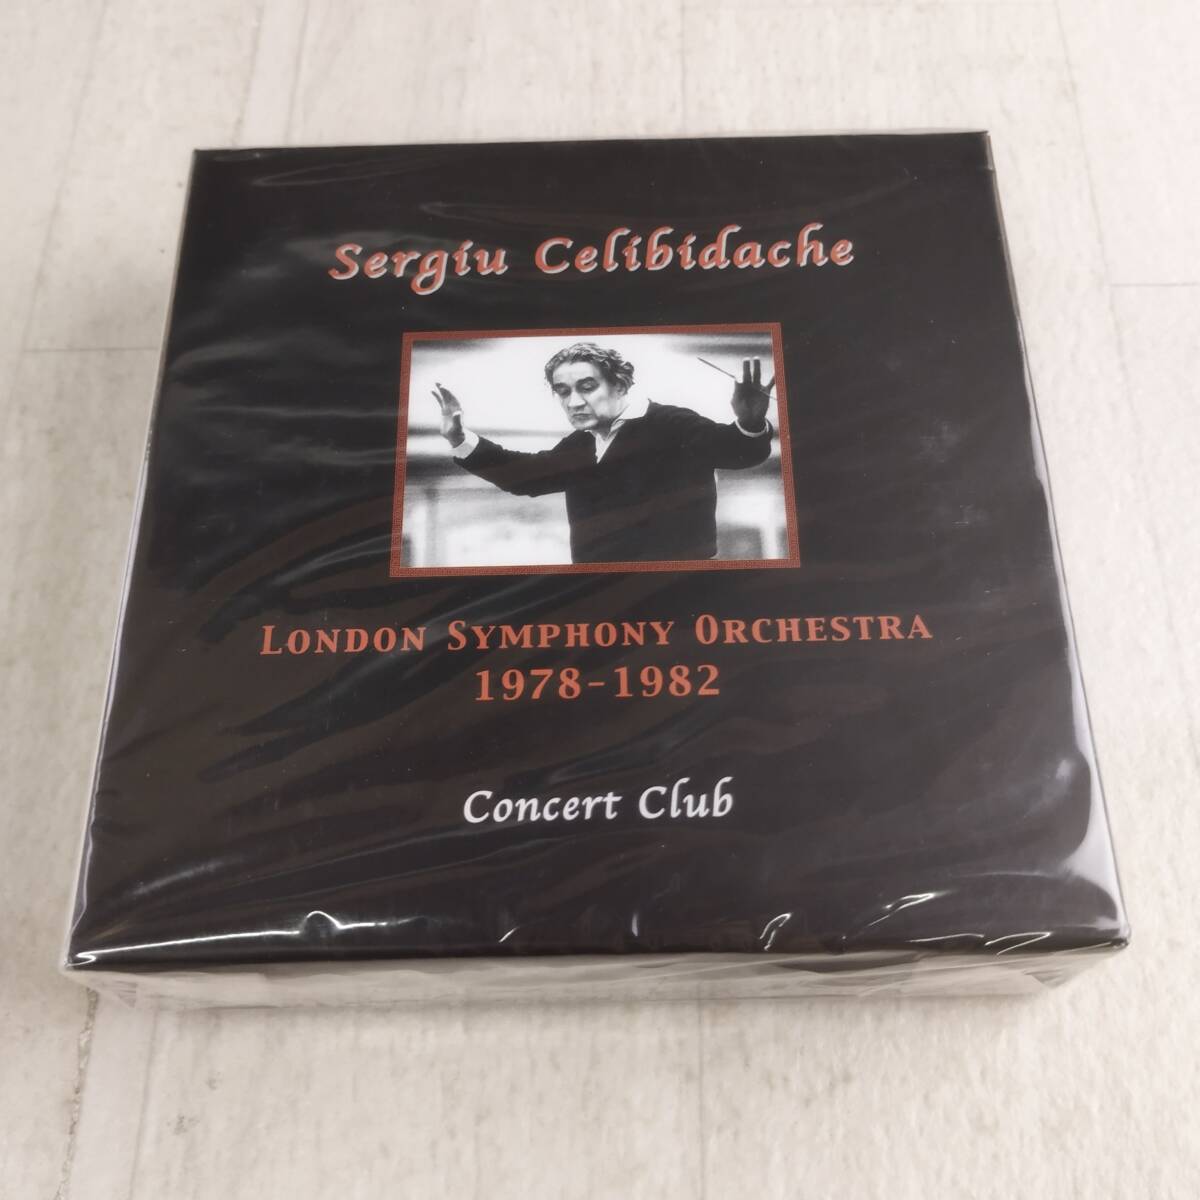 Sergiu Celibidache
LONDON SYMPHONY ORCHESTRA
1978-1982
Concert Club